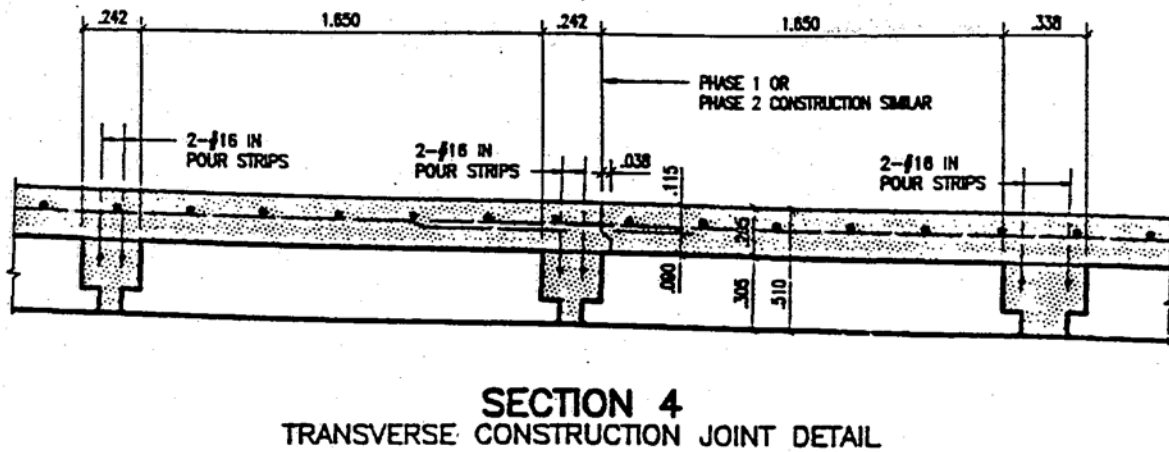 .242
1.650
.242
1.650
.338
PHASE 1 OR
PHASE 2 CONSTRUCTION SIMILAR
2-#16 IN
POUR STRIPS
2-#16 IN
POUR STRIPS
.038
.115
2-#16 IN
POUR STRIPS
.205
.090
.305
.510
SECTION 4
TRANSVERSE CONSTRUCTION JOINT DETAIL